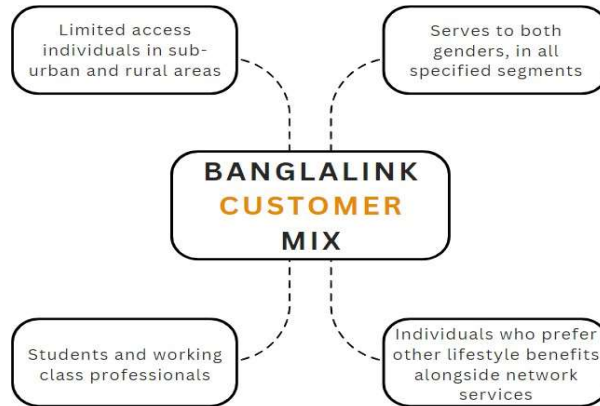 Limited access
individuals in sub-
urban and rural areas
Serves to both
genders, in all
specified segments
BANGLALINK
CUSTOMER
MIX
Students and working
class professionals
Individuals who prefer
other lifestyle benefits
alongside network
services